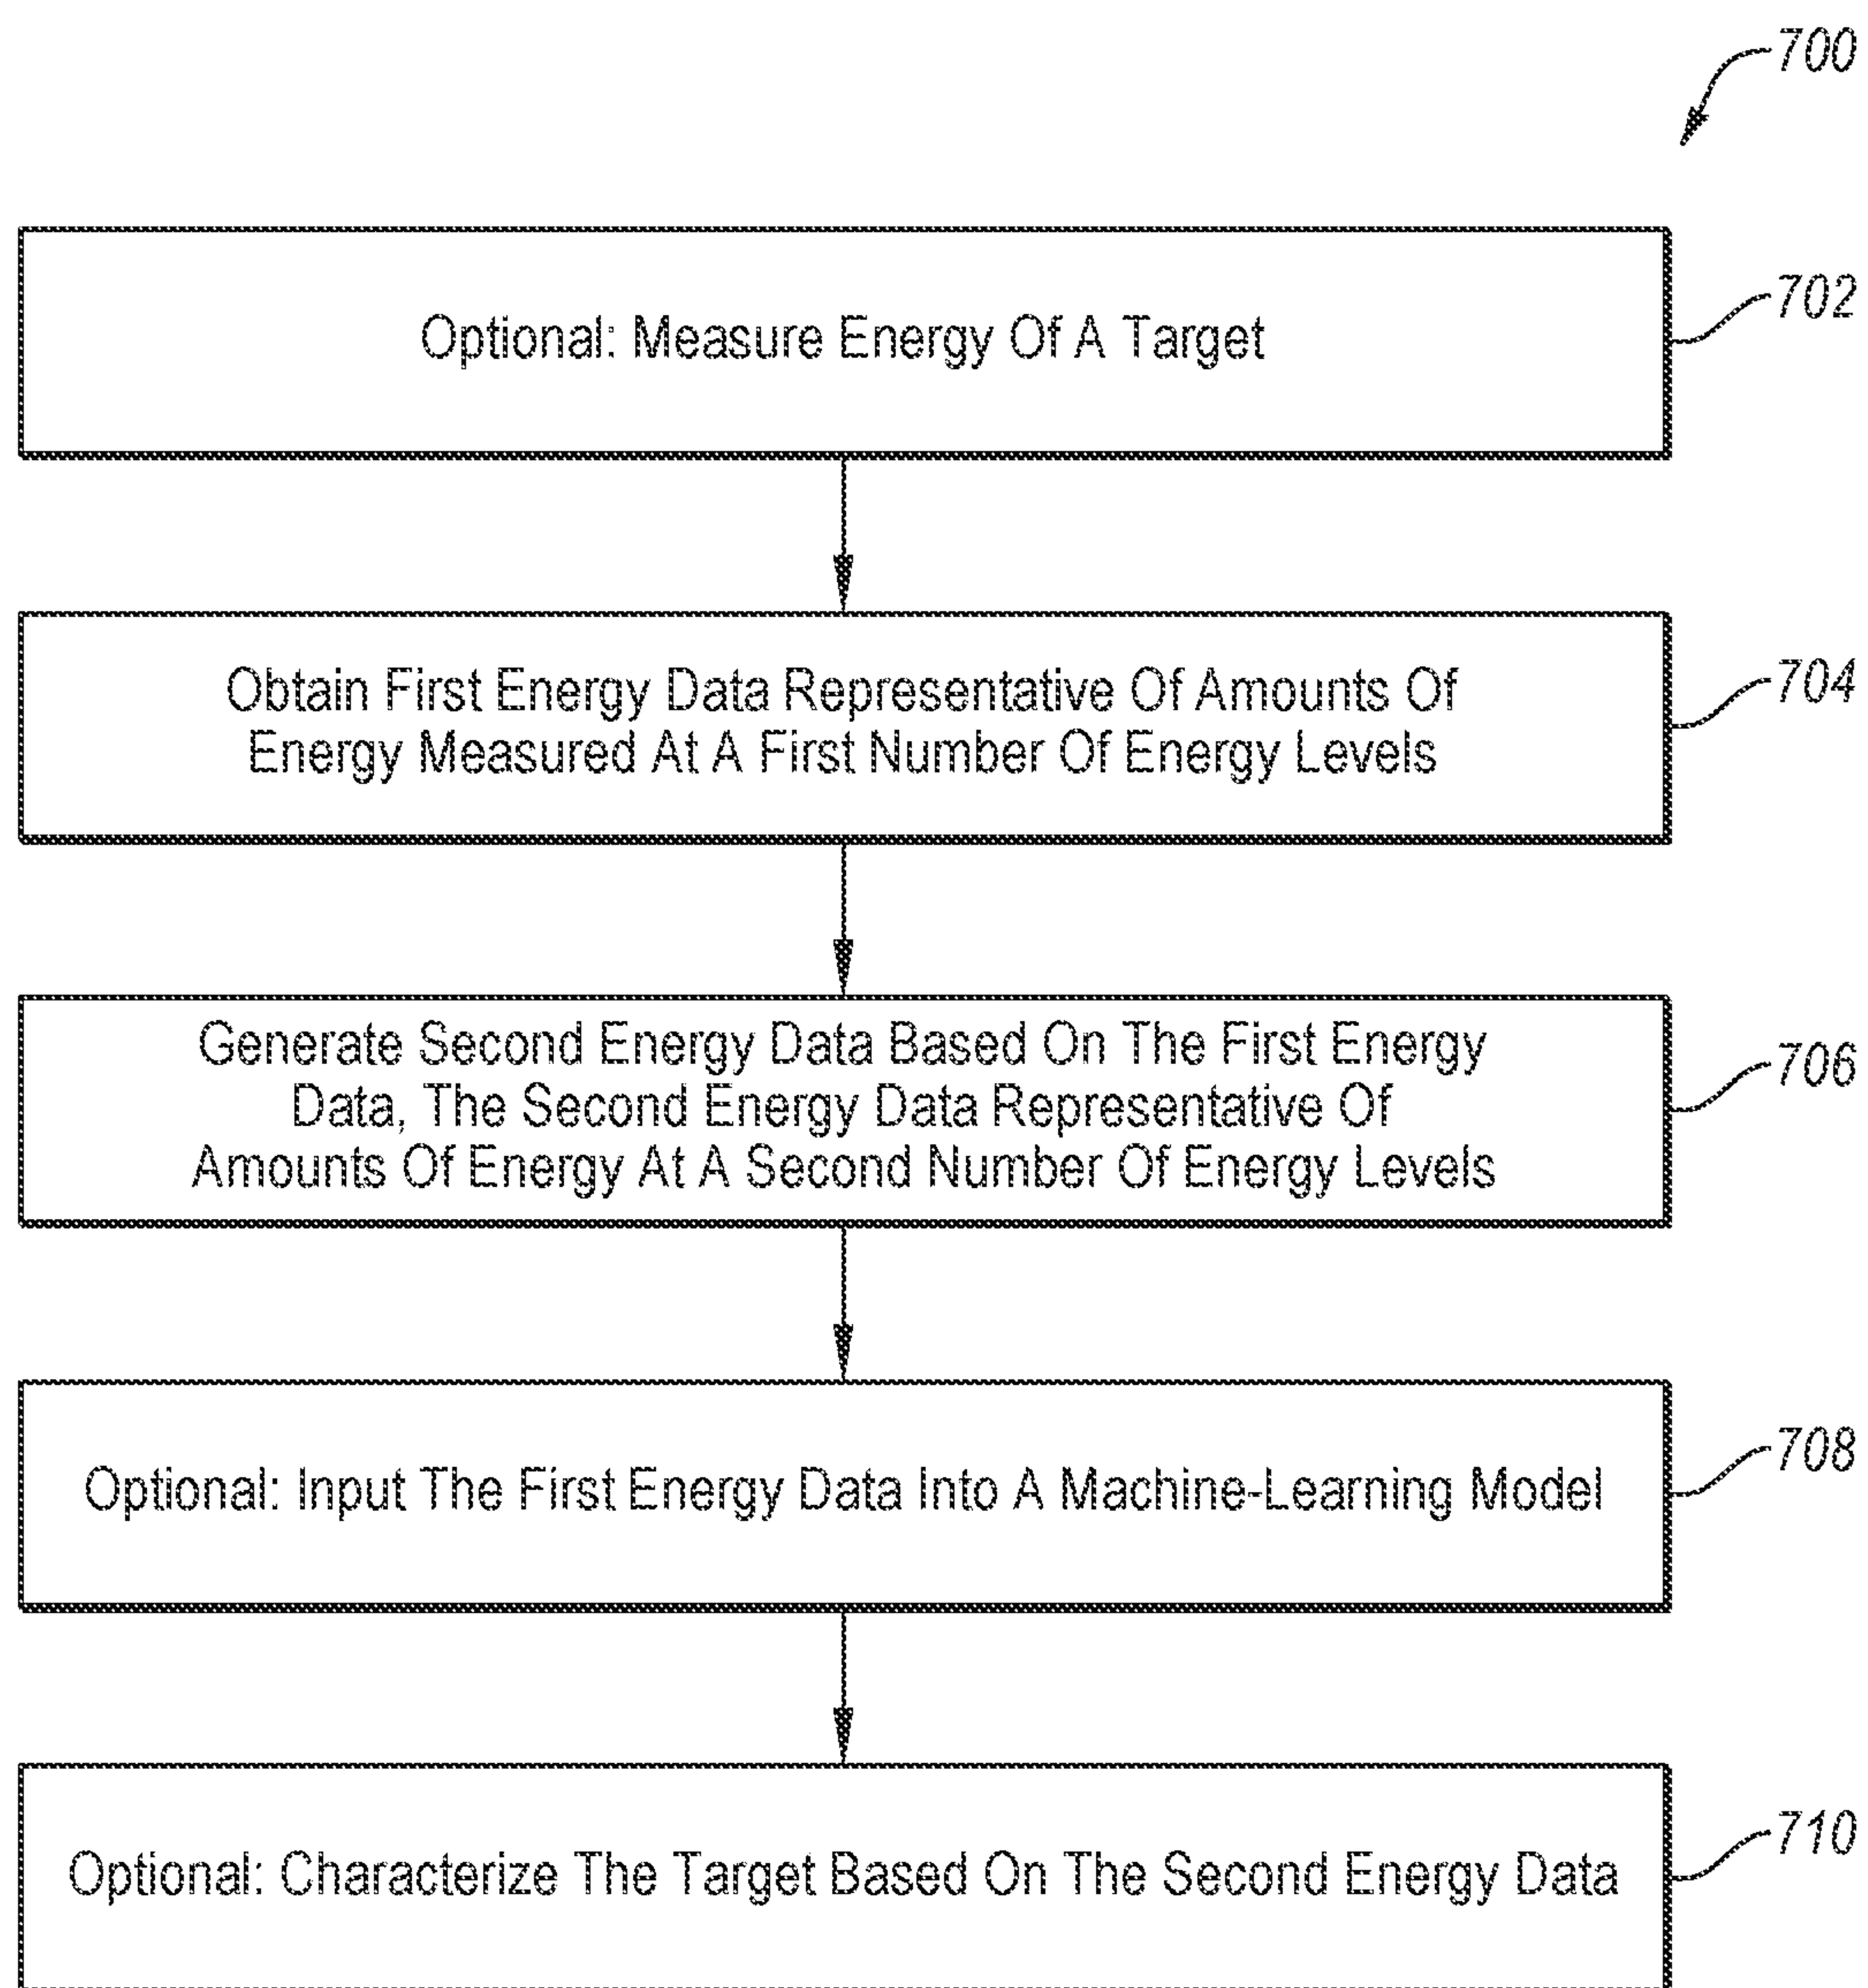 700
Optional: Measure Energy Of A Target
702
Obtain First Energy Data Representative Of Amounts Of
Energy Measured At A First Number Of Energy Levels
704
Generate Second Energy Data Based On The First Energy
Data, The Second Energy Data Representative Of
Amounts Of Energy At A Second Number Of Energy Levels
706
Optional: Input The First Energy Data Into A Machine-Learning Model
708
Optional: Characterize The Target Based On The Second Energy Data
710